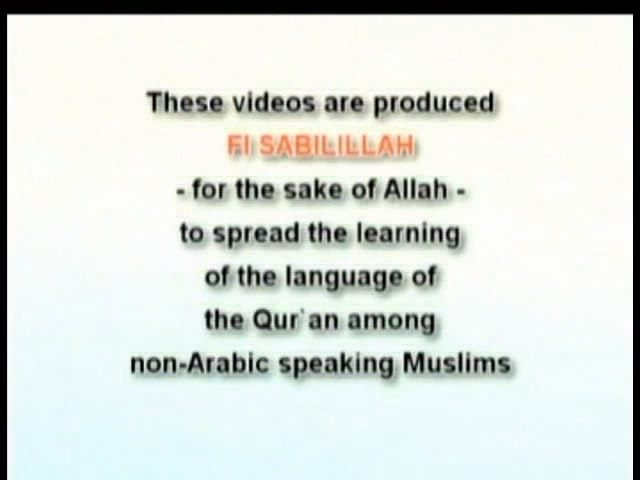 These videos are produced
FI SABILILLAH
- for the sake of Allah -
to spread the learning
of the language of
the Qur`an among
non-Arabic speaking Muslims